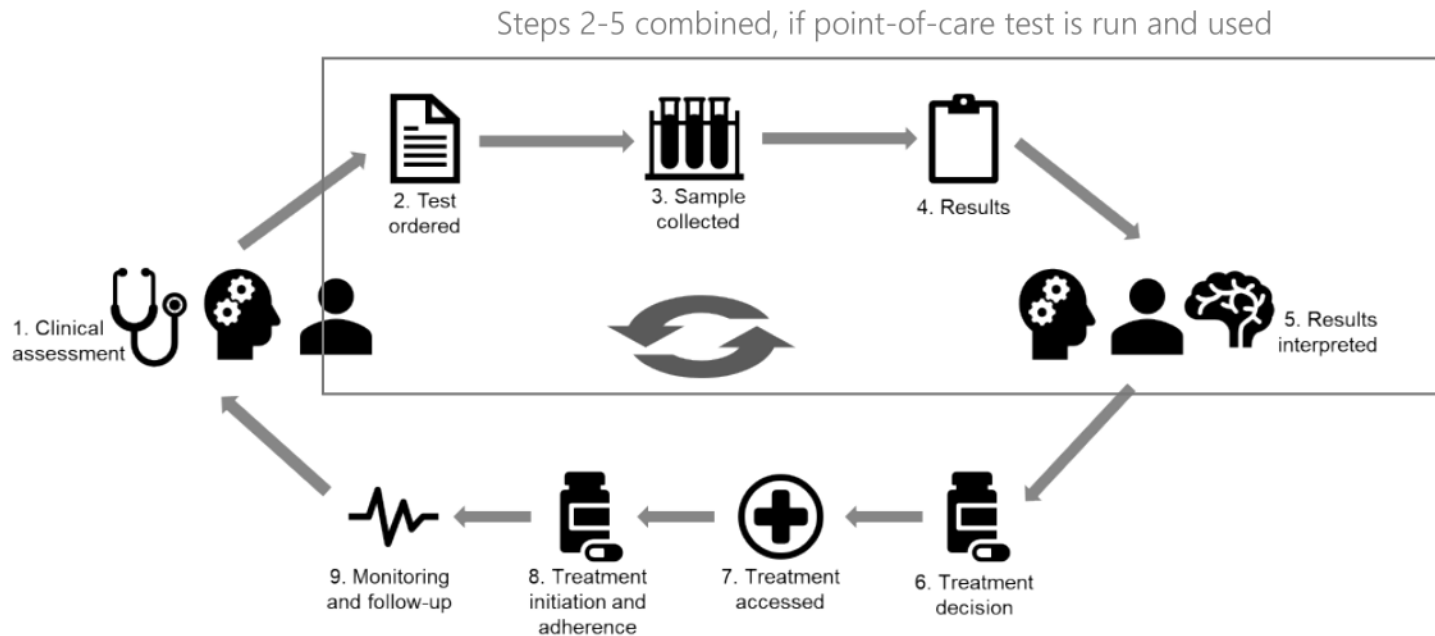 Steps 2-5 combined, if point-of-care test is run and used
2. Test
ordered
3. Sample
collected
4. Results
1. Clinical
assessment
5. Results
interpreted
9. Monitoring
and follow-up
8. Treatment
initiation and
adherence
7. Treatment
accessed
6. Treatment
decision